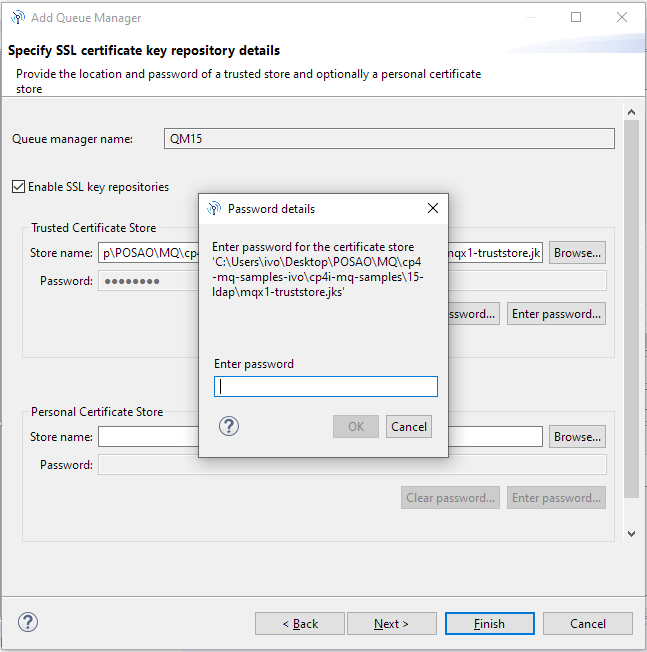 Add Queue Manager
Specify SSL certificate key repository details
Provide the location and password of a trusted store and optionally a personal certificate
store
Queue manager name: QM15
Enable SSL key repositories
Trusted Certificate Store
Store name: p\POSAO\MQ\cp4 mqx1-truststore.jk Browse...
Password: ●●●●●●●●
ssword... Enter password...
Password details
Enter password for the certificate store
'C:\Users\ivo\Desktop\POSAO\MQ\cp4
-mq-samples-ivo\cp4i-mq-samples\15-
ldap\mqx1-truststore.jks'
Enter password
? OK Cancel
Personal Certificate Store
Store name: Browse...
Password:
Clear password... Enter password...
? < Back Next > Finish Cancel